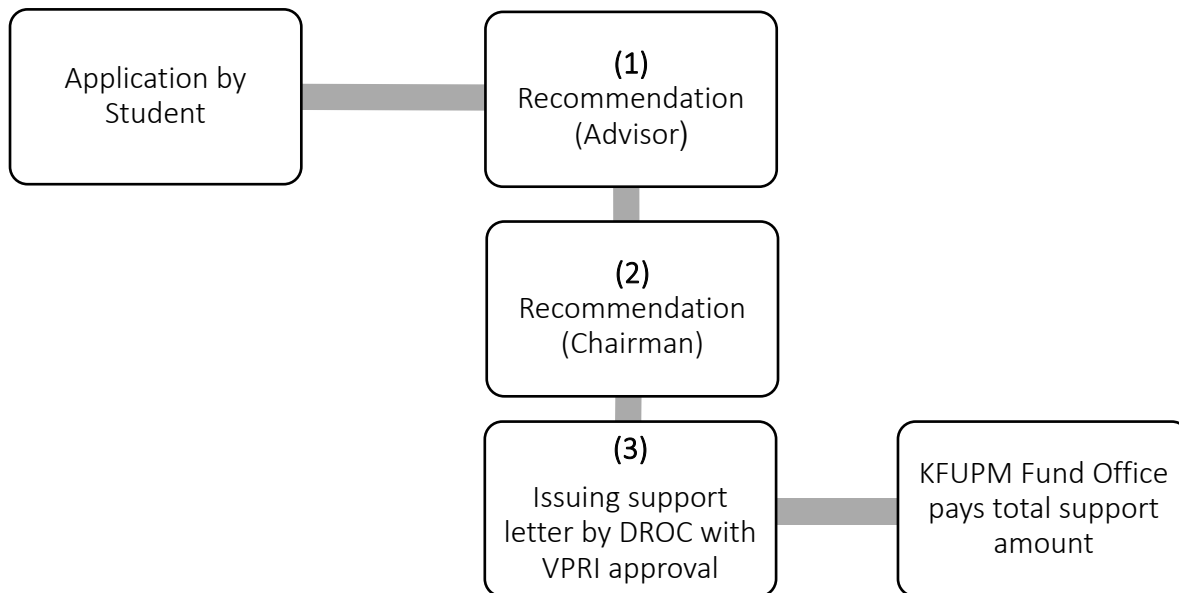 Application by
Student
(1)
Recommendation
(Advisor)
(2)
Recommendation
(Chairman)
(3)
Issuing support
letter by DROC with
VPRI approval
KFUPM Fund Office
pays total support
amount